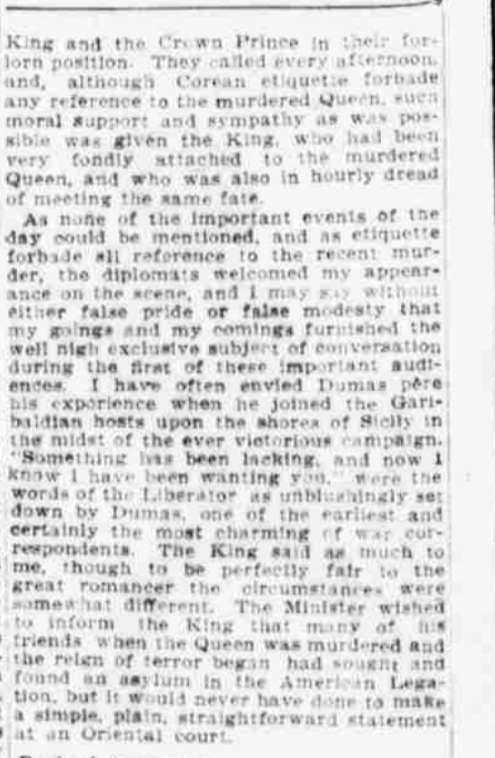 King and the Crown Prince in their for-
lorn position. They called every afternoon,
and, although Corean etiquette forbade
any reference to the murdered Queen, such
moral support and sympathy as was pos-
sible was given the King, who had been
very fondly attached to the murdered
Queen, and who was also in hourly dread
of meeting the same fate.
As none of the important events of the
day could be mentioned, and as etiquette
forbade all reference to the recent mur-
der, the diplomats welcomed my appear-
ance on the scene, and I may say without
either false pride or false modesty that
my goings and my comings furnished the
well nigh exclusive subject of conversation
during the first of these important audi-
ences. I have often envied Dumas père
his experience when he joined the Gari-
baldian hosts upon the shores of Sicily in
the midst of the ever victorious campaign.
"Something has been lacking, and now I
know I have been wanting you," were the
words of the Liberator as unblushingly set
down by Dumas, one of the earliest and
certainly the most charming of war cor-
respondents. The King said as much to
me, though to be perfectly fair to the
great romancer the circumstances were
somewhat different. The Minister wished
to inform the King that many of his
friends when the Queen was murdered and
the reign of terror began had sought and
found an asylum in the American Lega-
tion, but it would never have done to make
a simple, plain, straightforward statement
at an Oriental court.